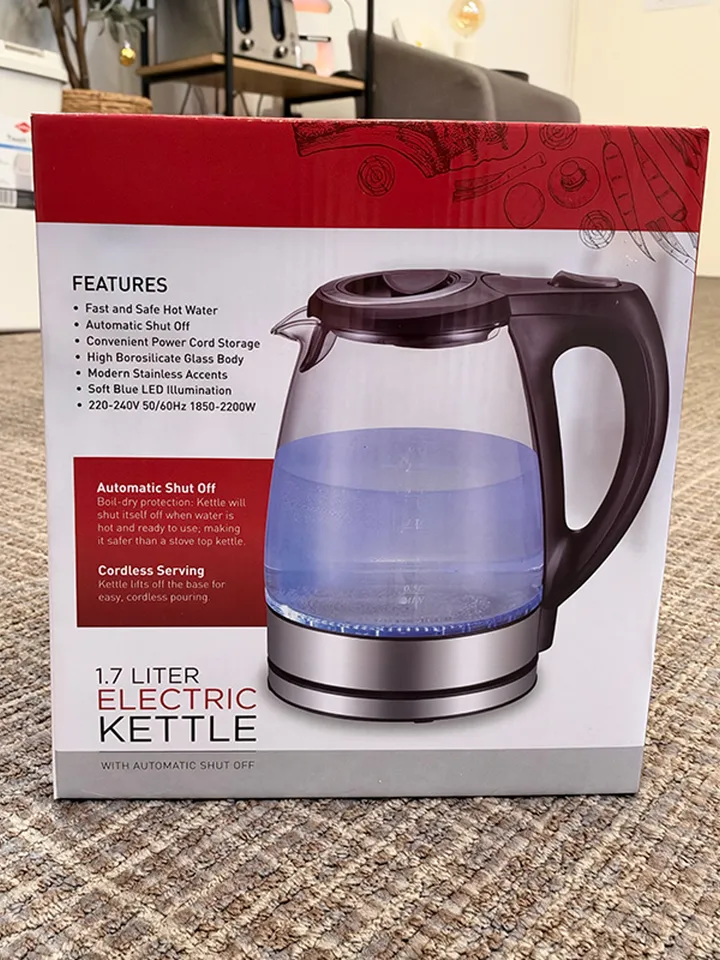 FEATURES
• Fast and Safe Hot Water
• Automatic Shut Off
• Convenient Power Cord Storage
• High Borosilicate Glass Body
• Modern Stainless Accents
• Soft Blue LED Illumination
• 220-240V 50/60Hz 1850-2200W
Automatic Shut Off
Boil-dry protection: Kettle will
shut itself off when water is
hot and ready to use; making
it safer than a stove top kettle.
Cordless Serving
Kettle lifts off the base for
easy, cordless pouring
1.7 LITER
ELECTRIC
KETTLE
WITH AUTOMATIC SHUT OFF